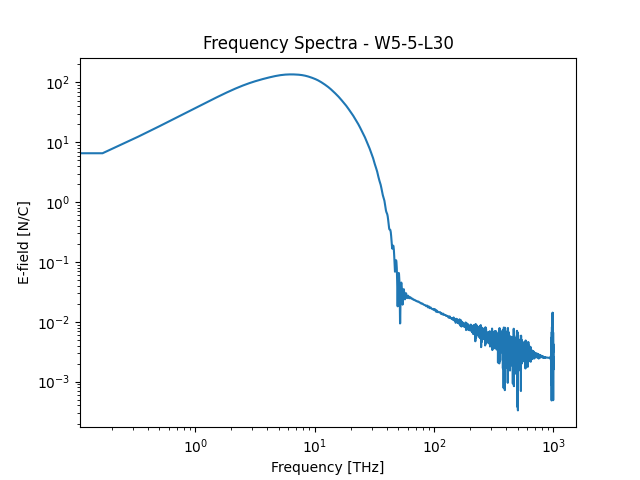 Frequency Spectra - W5-5-L30
10²
10¹
10⁰
10⁻¹
10⁻²
10⁻³
E-field [N/C]
10⁰ 10¹ 10² 10³
Frequency [THz]